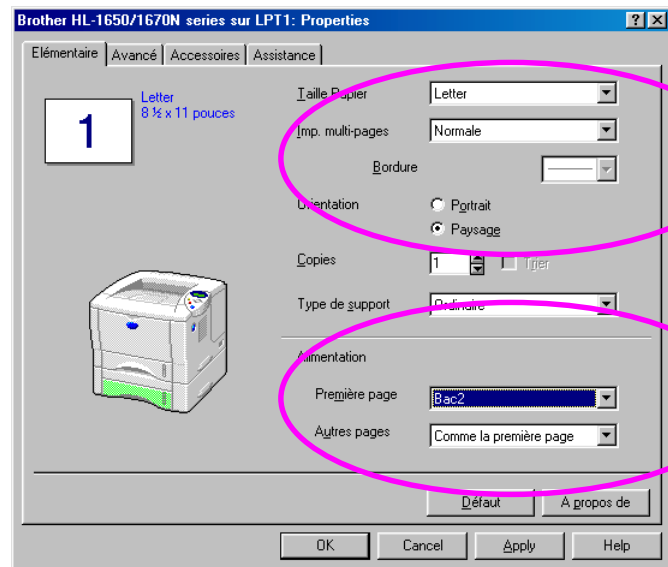 Brother HL-1650/1670N series sur LPT1: Properties
Elémentaire Avancé Accessoires Assistance
1
Letter
8 ½ x 11 pouces
Taille Papier Letter
Imp. multi-pages Normale
Bordure
Orientation Portrait
Paysage
Copies 1 Trier
Type de support Ordinaire
Alimentation
Première page Bac2
Autres pages Comme la première page
Défaut A propos de
OK Cancel Apply Help